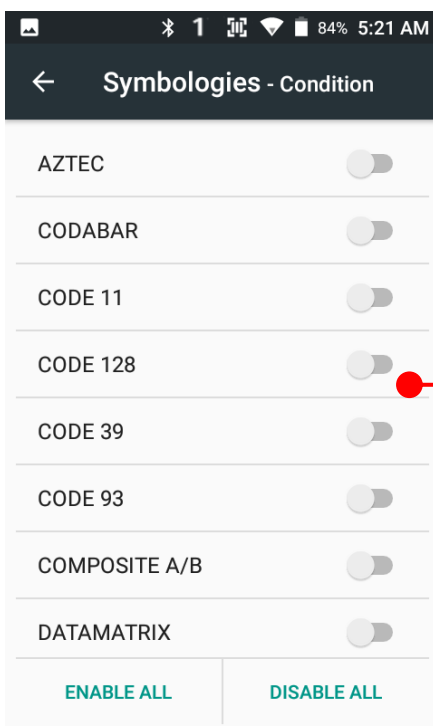 1 84% 5:21 AM
Symbologies - Condition
AZTEC
CODABAR
CODE 11
CODE 128
CODE 39
CODE 93
COMPOSITE A/B
DATAMATRIX
ENABLE ALL DISABLE ALL